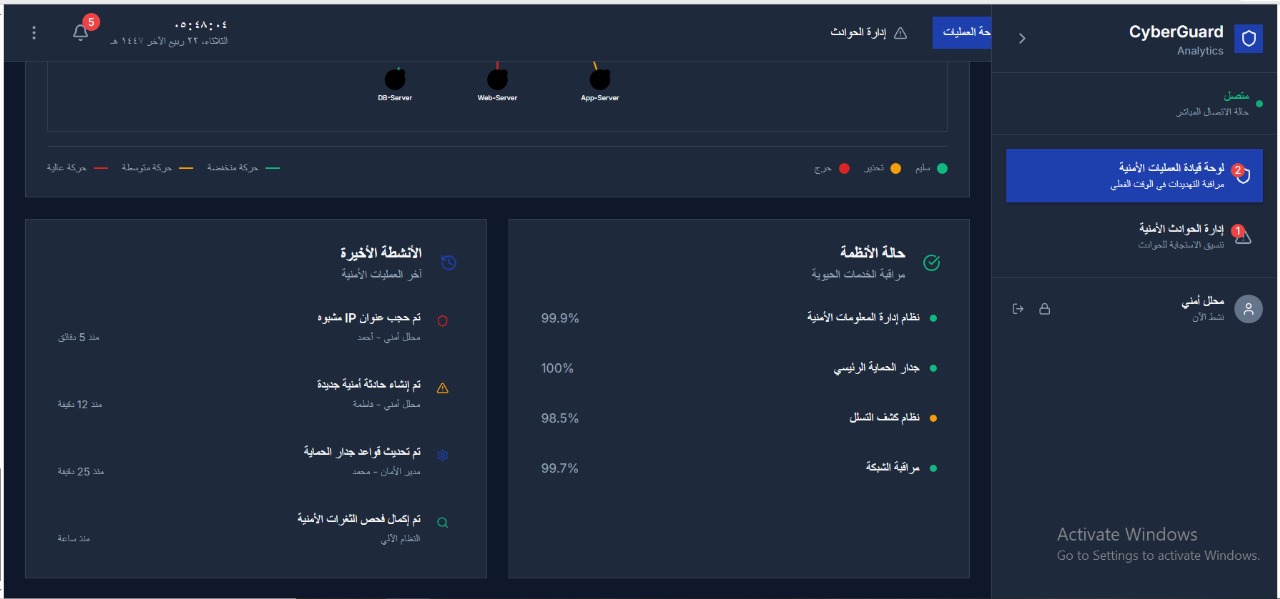 CyberGuard
Analytics
متصل
حالة الاتصال المباشر
2
لوحة قيادة العمليات الأمنية
مراقبة التهديدات في الوقت الفعلي
1
إدارة الحوادث الأمنية
تنسيق الاستجابة للحوادث
محلل أمني
نشط الآن
حة العمليات
إدارة الحوادث
٠٥:٤٨:٠٤
الثلاثاء، ٢٢ ربيع الآخر ١٤٤٧ هـ
5
DB-Server
Web-Server
App-Server
سليم
تحذير
حرج
حركة منخفضة
حركة متوسطة
حركة عالية
حالة الأنظمة
مراقبة الخدمات الحيوية
نظام إدارة المعلومات الأمنية 99.9%
جدار الحماية الرئيسي 100%
نظام كشف التسلل 98.5%
مراقبة الشبكة 99.7%
الأنشطة الأخيرة
آخر العمليات الأمنية
تم حجب عنوان IP مشبوه
محلل أمني - أحمد
منذ 5 دقائق
تم إنشاء حادثة أمنية جديدة
محلل أمني - فاطمة
منذ 12 دقيقة
تم تحديث قواعد جدار الحماية
مدير الأمان - محمد
منذ 25 دقيقة
تم إكمال فحص الثغرات الأمنية
النظام الآلي
منذ ساعة
Activate Windows
Go to Settings to activate Windows.